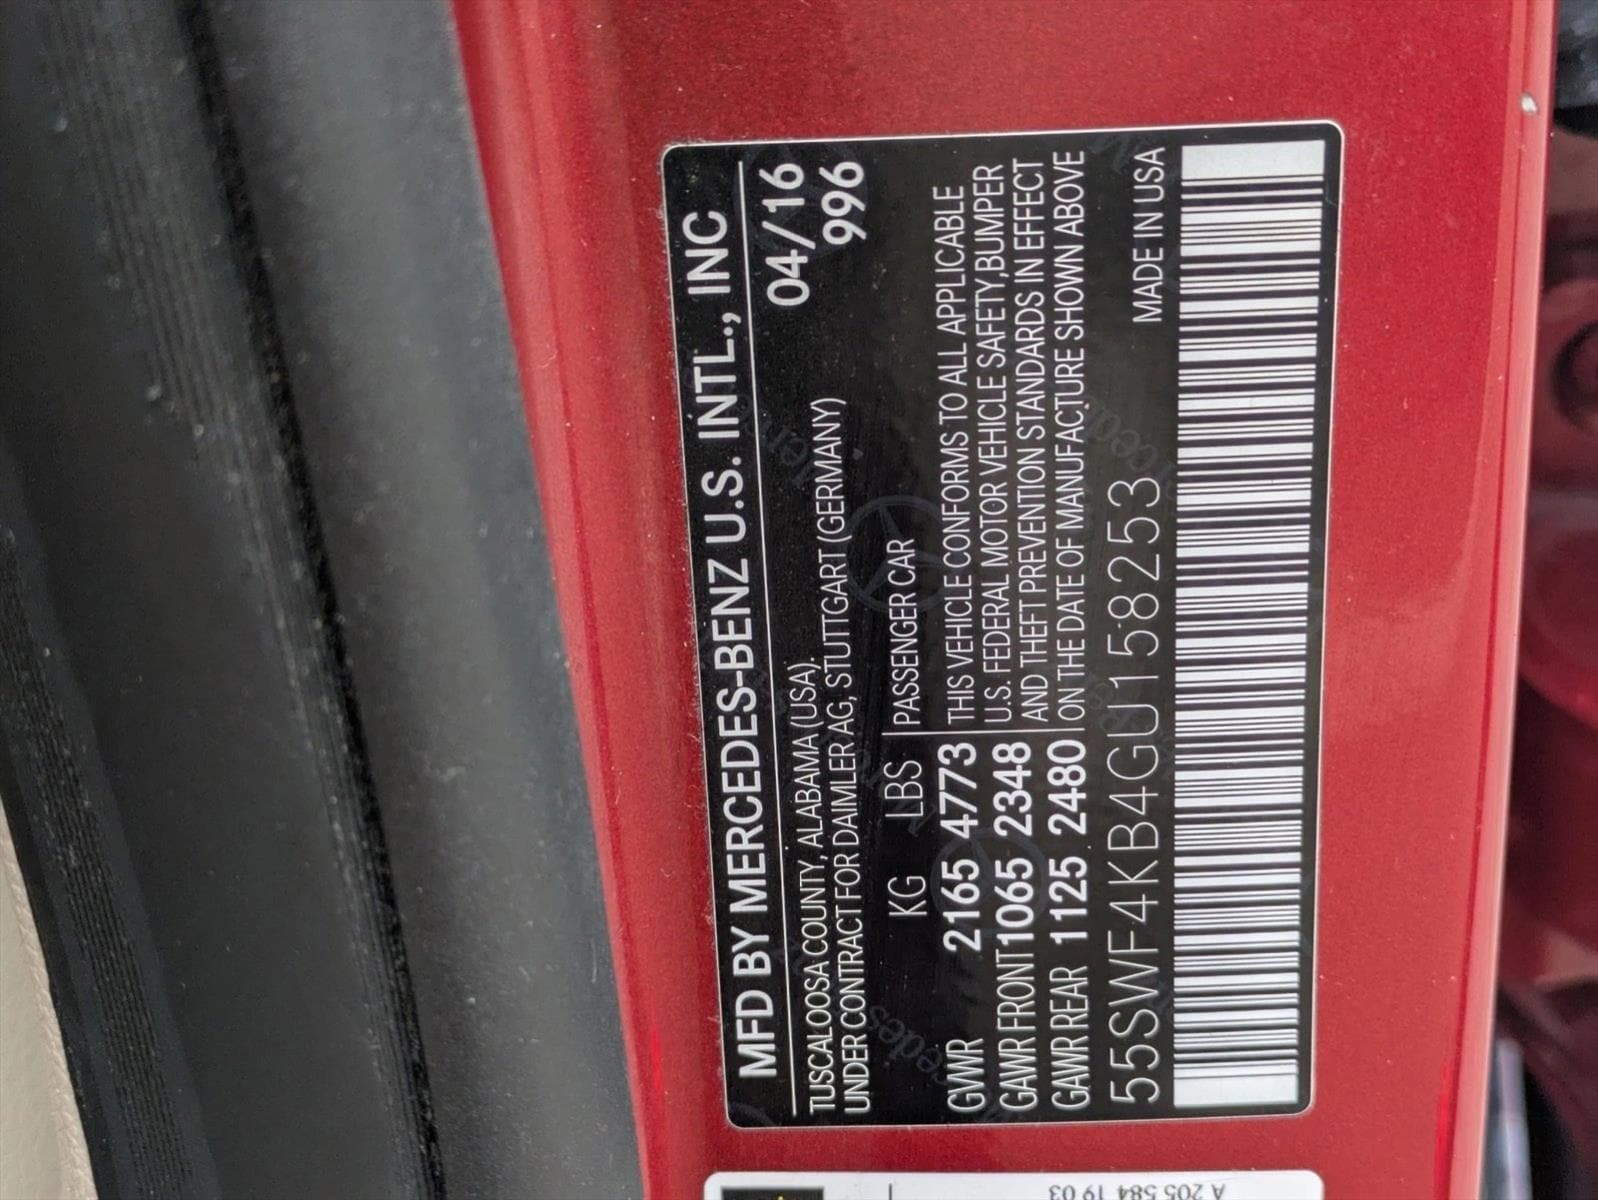 MFD BY MERCEDES-BENZ U.S. INTL., INC
TUSCALOOSA COUNTY, ALABAMA (USA). 04/16
UNDER CONTRACT FOR DAIMLER AG, STUTTGART (GERMANY) 996
KG LBS PASSENGER CAR
GVWR 2165 4773 THIS VEHICLE CONFORMS TO ALL APPLICABLE
GAWR FRONT 1065 2348 U.S. FEDERAL MOTOR VEHICLE SAFETY,BUMPER
GAWR REAR 1125 2480 AND THEFT PREVENTION STANDARDS IN EFFECT
ON THE DATE OF MANUFACTURE SHOWN ABOVE
55SWF4KB4GU158253 MADE IN USA
A 205 584 19 03